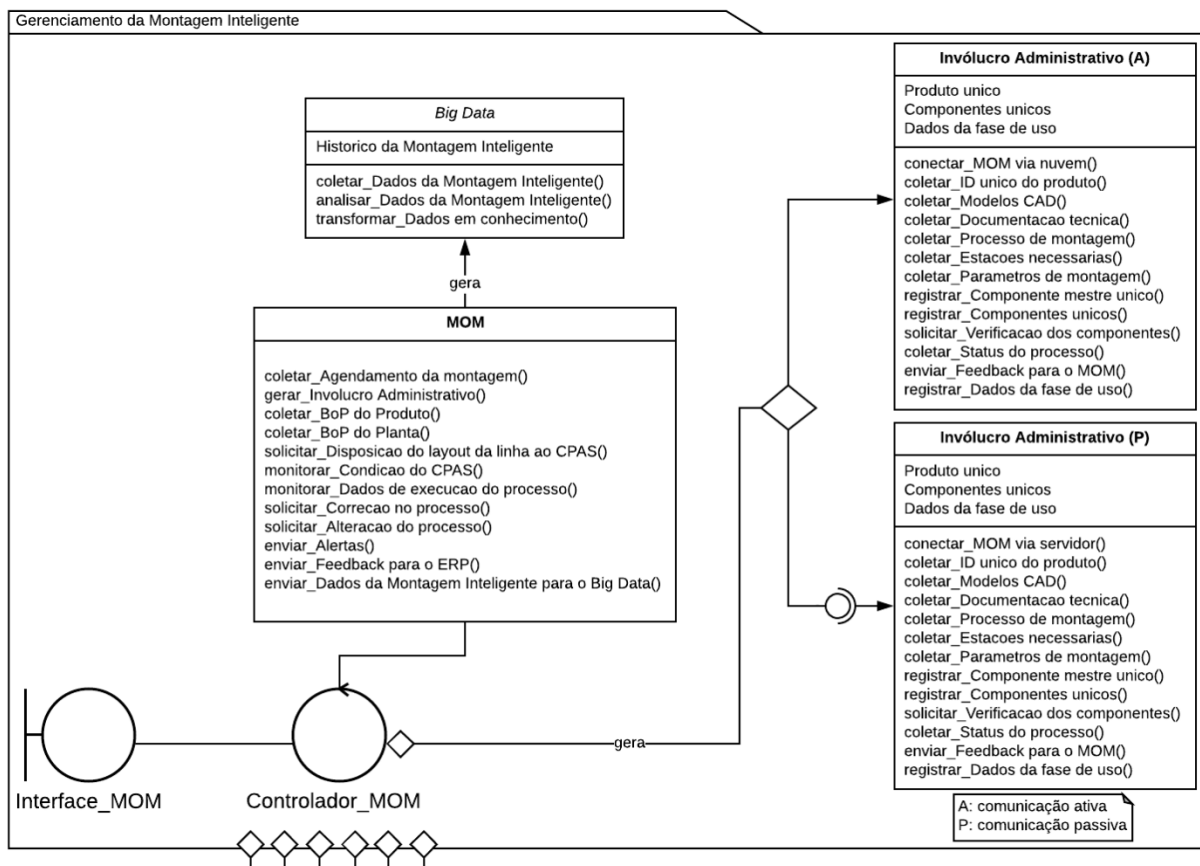 Gerenciamento da Montagem Inteligente
Big Data
Historico da Montagem Inteligente
coletar_Dados da Montagem Inteligente()
analisar_Dados da Montagem Inteligente()
transformar_Dados em conhecimento()
gera
MOM
coletar_Agendamento da montagem()
gerar_Involucro Administrativo()
coletar_BoP do Produto()
coletar_BoP do Planta()
solicitar_Disposicao do layout da linha ao CPAS()
monitorar_Condicao do CPAS()
monitorar_Dados de execucao do processo()
solicitar_Correcao no processo()
solicitar_Alteracao do processo()
enviar_Alertas()
enviar_Feedback para o ERP()
enviar_Dados da Montagem Inteligente para o Big Data()
Interface_MOM
Controlador_MOM
gera
Invólucro Administrativo (A)
Produto unico
Componentes unicos
Dados da fase de uso
conectar_MOM via nuvem()
coletar_ID unico do produto()
coletar_Modelos CAD()
coletar_Documentacao tecnica()
coletar_Processo de montagem()
coletar_Estacoes necessarias()
coletar_Parametros de montagem()
registrar_Componente mestre unico()
registrar_Componentes unicos()
solicitar_Verificacao dos componentes()
coletar_Status do processo()
enviar_Feedback para o MOM()
registrar_Dados da fase de uso()
Invólucro Administrativo (P)
Produto unico
Componentes unicos
Dados da fase de uso
conectar_MOM via servidor()
coletar_ID unico do produto()
coletar_Modelos CAD()
coletar_Documentacao tecnica()
coletar_Processo de montagem()
coletar_Estacoes necessarias()
coletar_Parametros de montagem()
registrar_Componente mestre unico()
registrar_Componentes unicos()
solicitar_Verificacao dos componentes()
coletar_Status do processo()
enviar_Feedback para o MOM()
registrar_Dados da fase de uso()
A: comunicação ativa
P: comunicação passiva